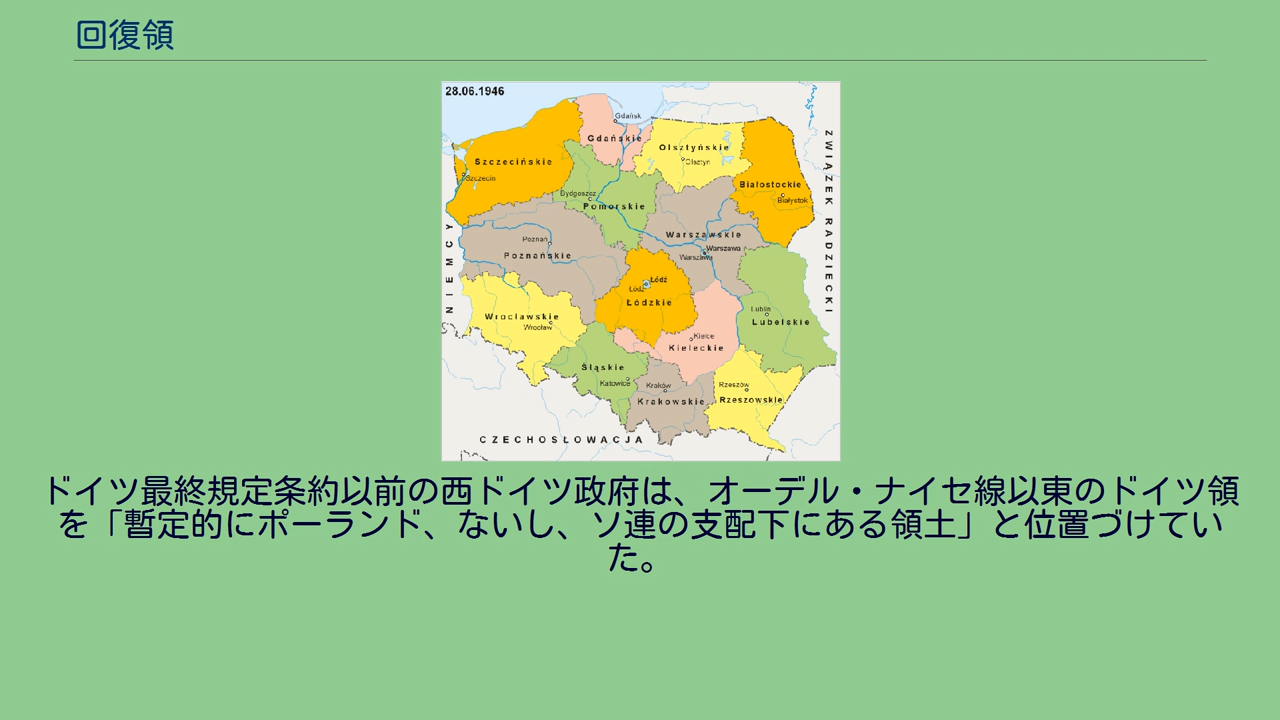 回復領
28.06.1946
Gdańsk
Gdańskie
Olsztyńskie
Olsztyn
Szczecińskie
Szczecin
Białostockie
Białystok
Bydgoszcz
Pomorskie
Warszawskie
Warszawa
Warszawa
Poznań
Poznańskie
NIEMCY
ZWIĄZEK RADZIECKI
Łódź
Łódź
Łódzkie
Lublin
Lubelskie
Wrocławskie
Wrocław
Kielce
Kieleckie
Śląskie
Katowice
Kraków
Krakowskie
Rzeszów
Rzeszowskie
CZECHOSŁOWACJA
ドイツ最終規定条約以前の西ドイツ政府は、オーデル・ナイセ線以東のドイツ領
を「暫定的にポーランド、ないし、ソ連の支配下にある領土」と位置づけてい
た。